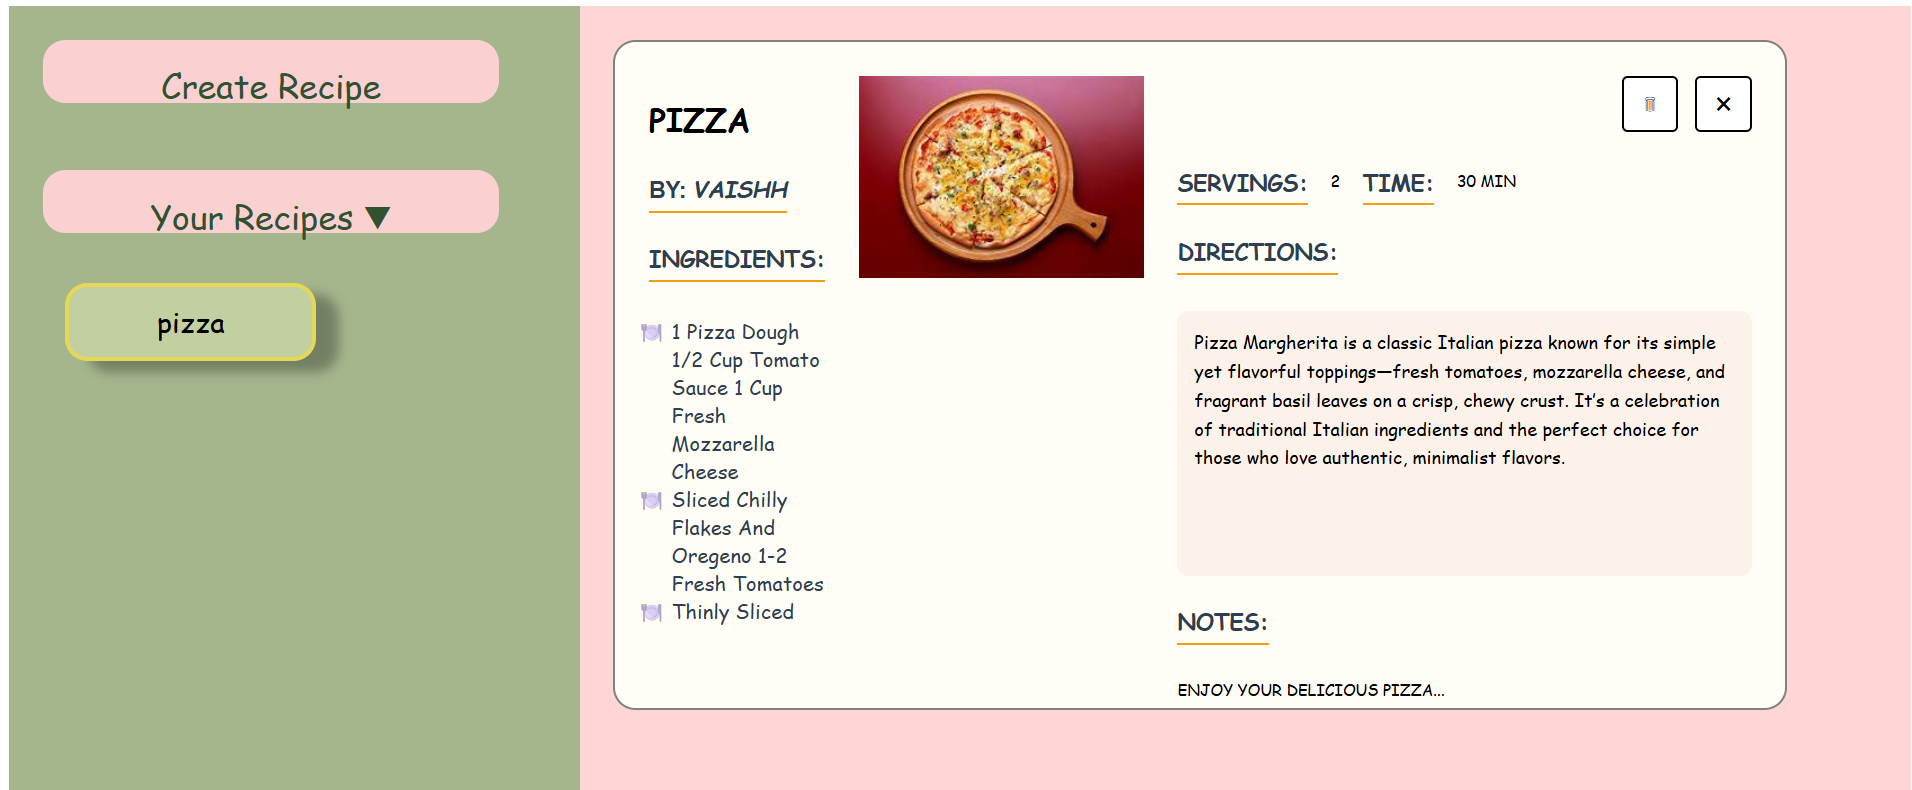 Create Recipe
Your Recipes ▼
pizza
PIZZA
BY: VAISHH
INGREDIENTS:
1 Pizza Dough
1/2 Cup Tomato
Sauce 1 Cup
Fresh
Mozzarella
Cheese
Sliced Chilly
Flakes And
Oregeno 1-2
Fresh Tomatoes
Thinly Sliced
✕
SERVINGS: 2 TIME: 30 MIN
DIRECTIONS:
Pizza Margherita is a classic Italian pizza known for its simple
yet flavorful toppings—fresh tomatoes, mozzarella cheese, and
fragrant basil leaves on a crisp, chewy crust. It's a celebration
of traditional Italian ingredients and the perfect choice for
those who love authentic, minimalist flavors.
NOTES:
ENJOY YOUR DELICIOUS PIZZA...